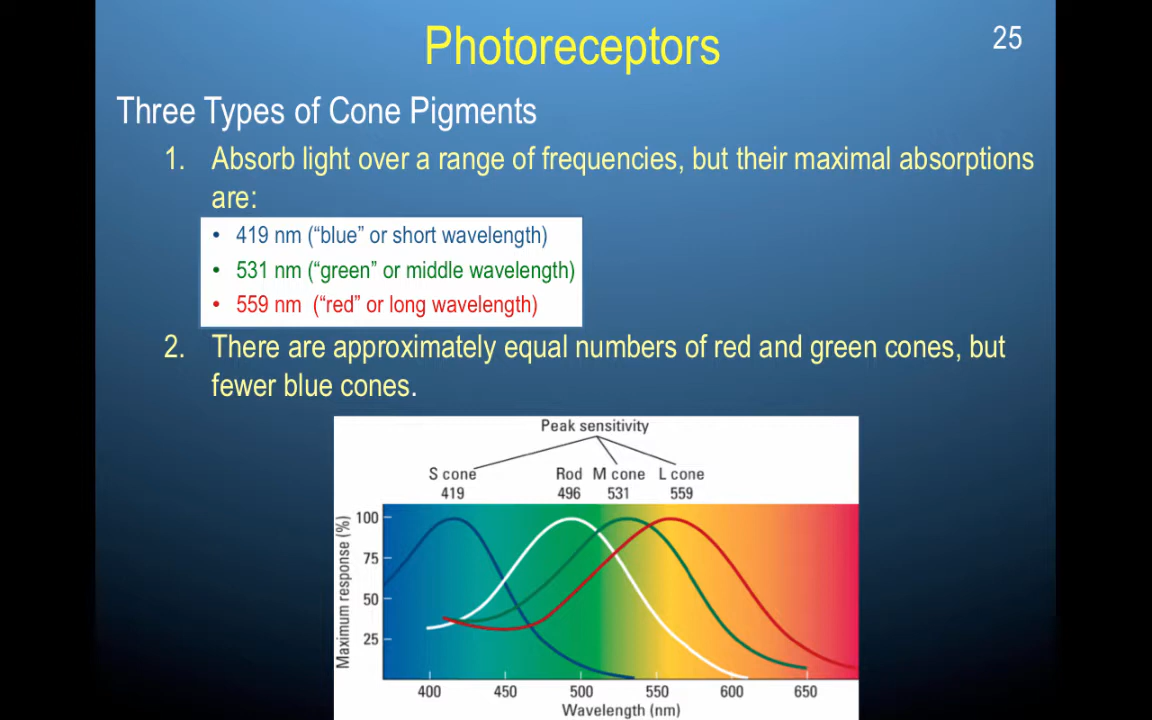 Photoreceptors
25
Three Types of Cone Pigments
1. Absorb light over a range of frequencies, but their maximal absorptions
are:
• 419 nm (“blue” or short wavelength)
• 531 nm (“green” or middle wavelength)
• 559 nm (“red” or long wavelength)
2. There are approximately equal numbers of red and green cones, but
fewer blue cones.
Peak sensitivity
S cone Rod M cone L cone
419 496 531 559
Maximum response (%)
100
75
50
25
400 450 500 550 600 650
Wavelength (nm)